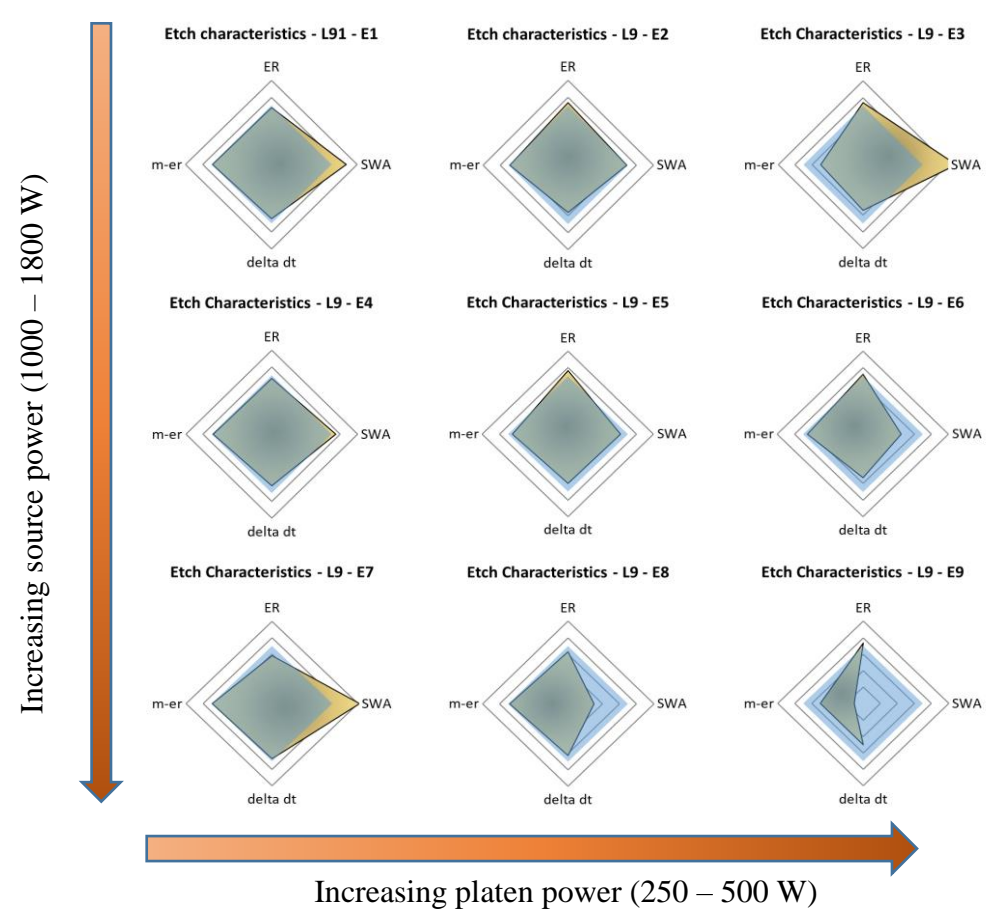 Etch characteristics - L91 - E1
ER
m-er
SWA
delta dt
Etch characteristics - L9 - E2
ER
m-er
SWA
delta dt
Etch Characteristics - L9 - E3
ER
m-er
SWA
delta dt
Etch Characteristics - L9 - E4
ER
m-er
SWA
delta dt
Etch Characteristics - L9 - E5
ER
m-er
SWA
delta dt
Etch Characteristics - L9 - E6
ER
m-er
SWA
delta dt
Etch Characteristics - L9 - E7
ER
m-er
SWA
delta dt
Etch Characteristics - L9 - E8
ER
m-er
SWA
delta dt
Etch Characteristics - L9 - E9
ER
m-er
SWA
delta dt
Increasing source power (1000 – 1800 W)
Increasing platen power (250 – 500 W)